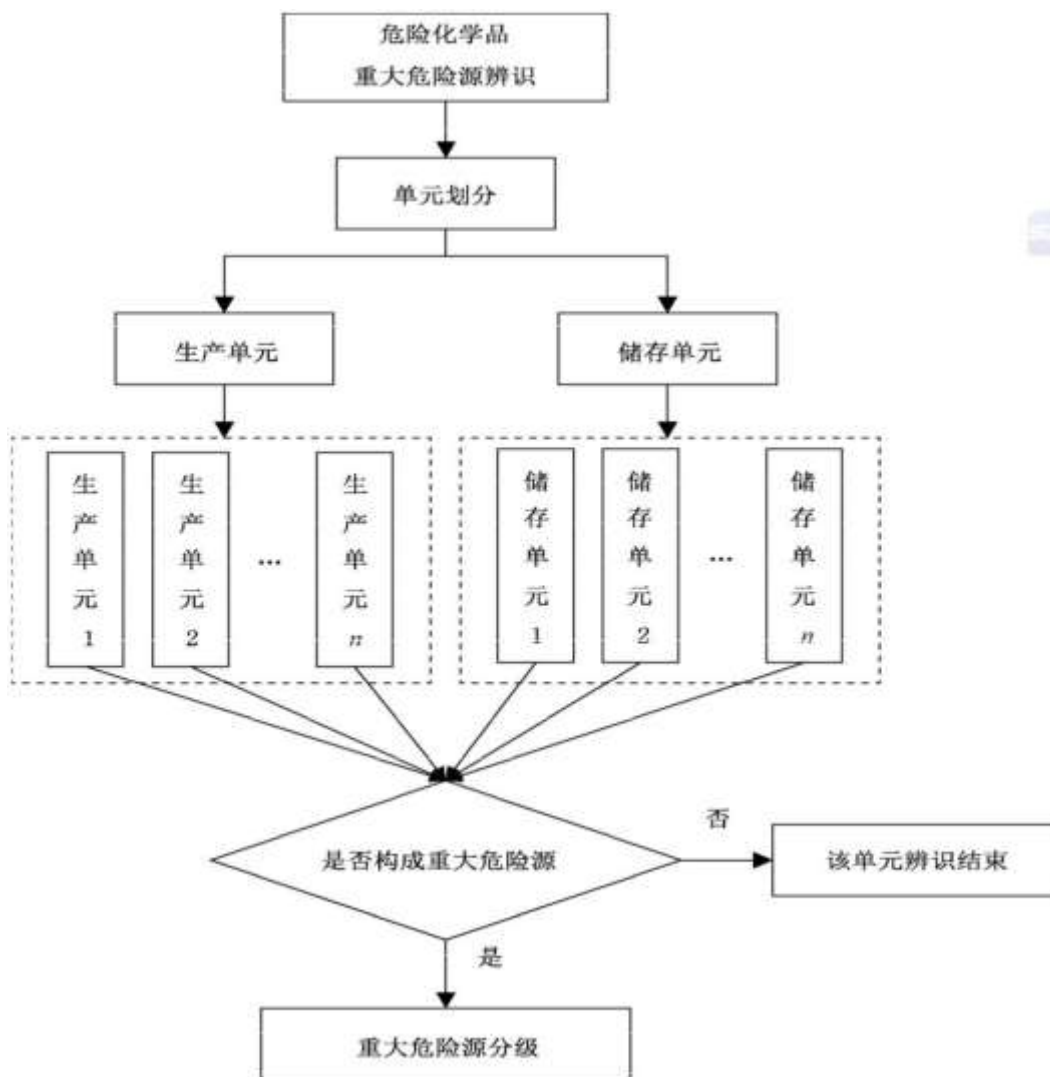 危险化学品
重大危险源辨识
单元划分
生产单元
储存单元
生产单元1
生产单元2
…
生产单元n
储存单元1
储存单元2
…
储存单元n
是否构成重大危险源
否
该单元辨识结束
是
重大危险源分级